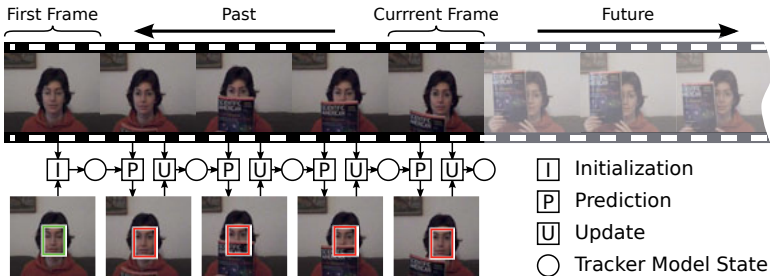 First Frame
Past
Currrent Frame
Future
I P U P U P U P U
I Initialization
P Prediction
U Update
Tracker Model State